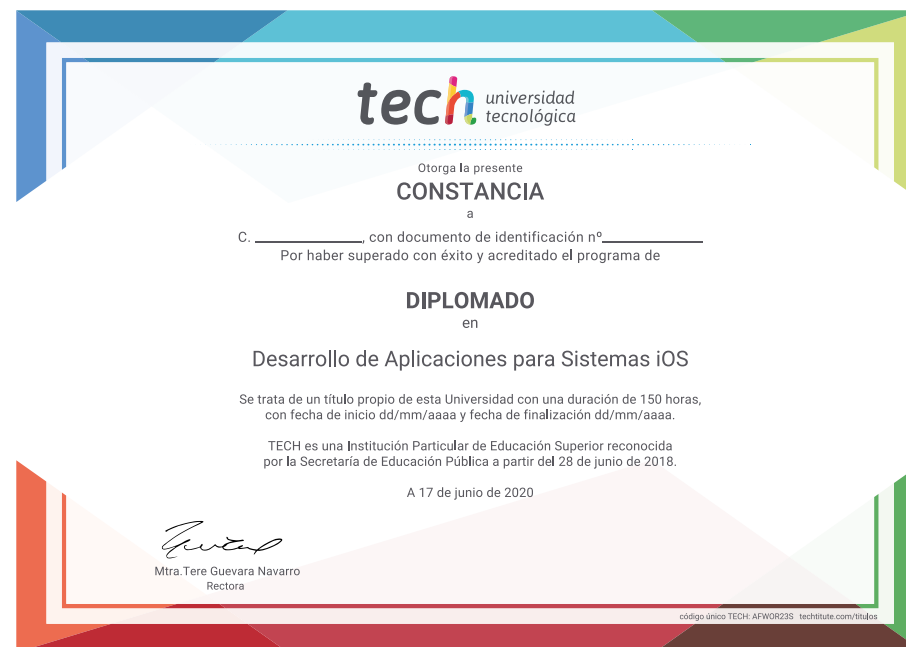 tech universidad
tecnológica
Otorga la presente
CONSTANCIA
a
C. ____________, con documento de identificación nº____________
Por haber superado con éxito y acreditado el programa de
DIPLOMADO
en
Desarrollo de Aplicaciones para Sistemas iOS
Se trata de un título propio de esta Universidad con una duración de 150 horas,
con fecha de inicio dd/mm/aaaa y fecha de finalización dd/mm/aaaa.
TECH es una Institución Particular de Educación Superior reconocida
por la Secretaría de Educación Pública a partir del 28 de junio de 2018.
A 17 de junio de 2020
Mtra.Tere Guevara Navarro
Rectora
código único TECH: AFWOR23S techtitute.com/titulos